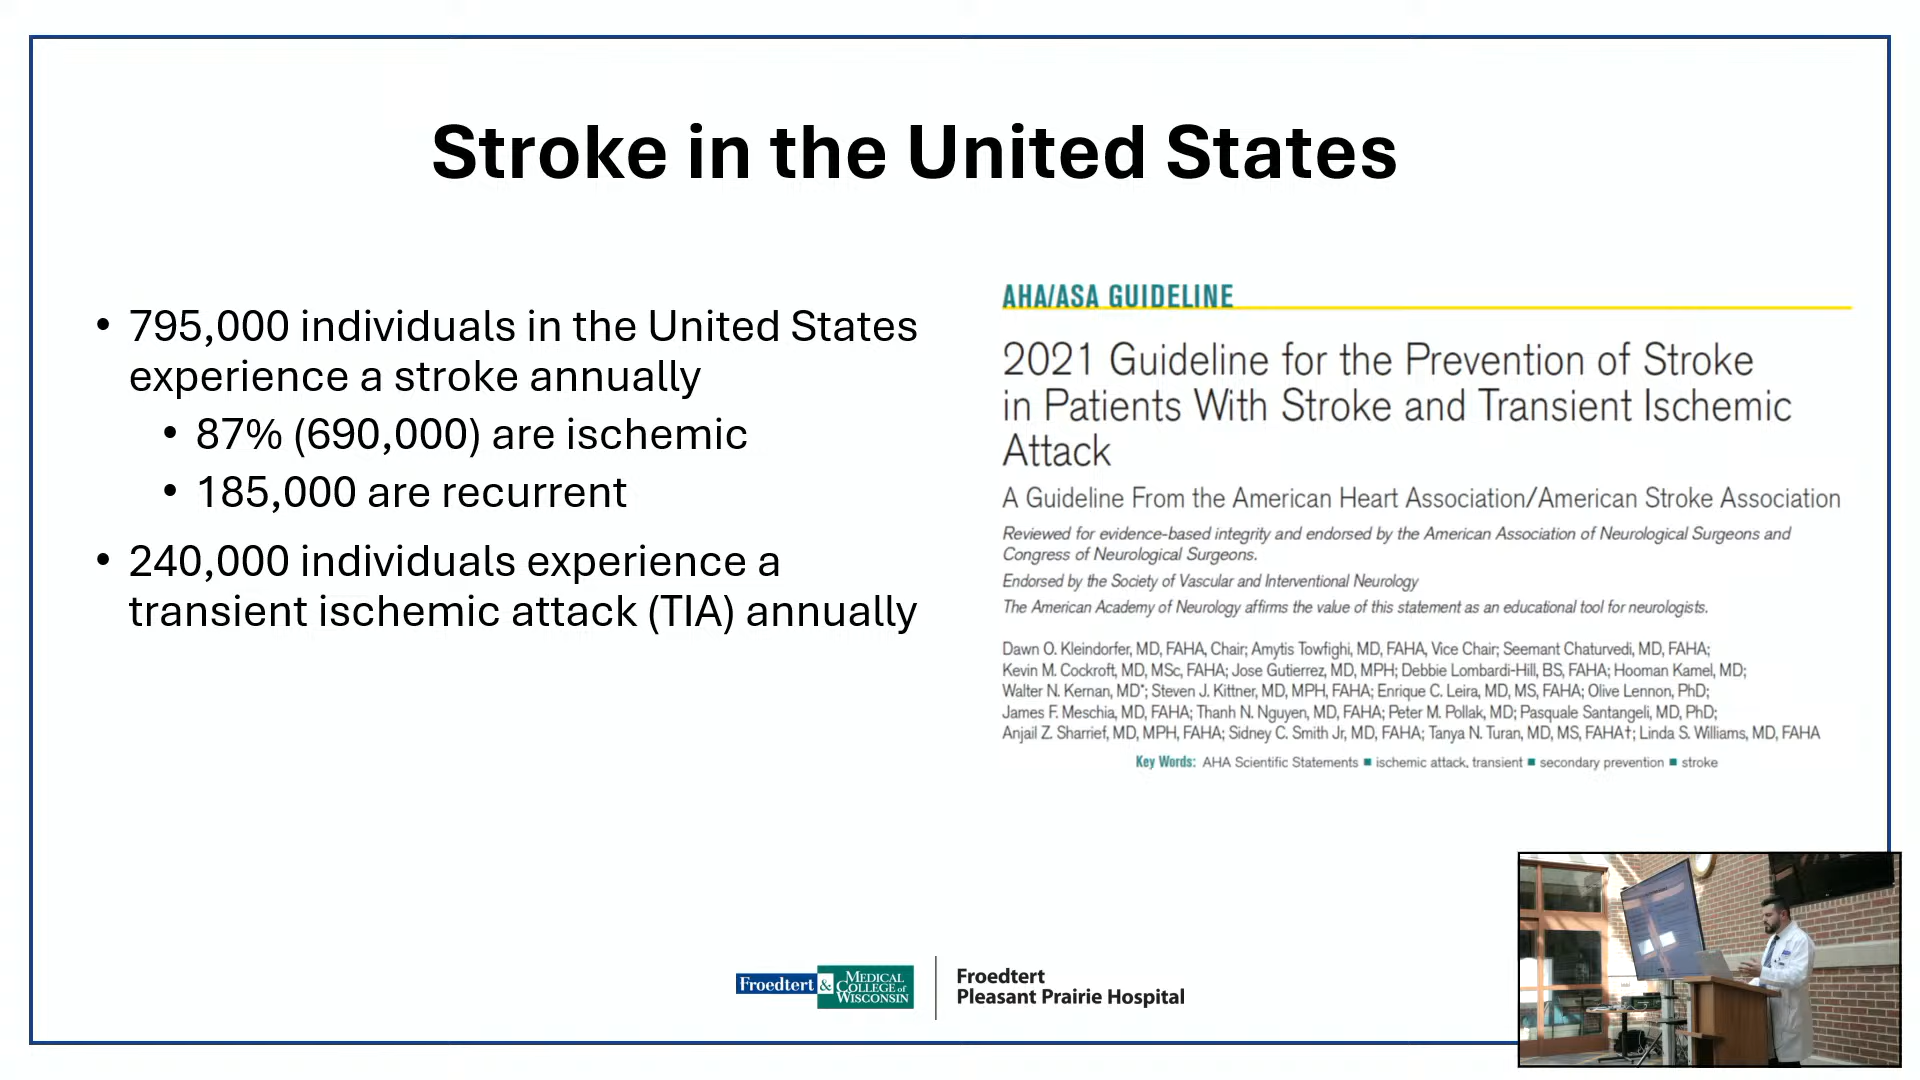 Stroke in the United States
• 795,000 individuals in the United States
experience a stroke annually
• 87% (690,000) are ischemic
• 185,000 are recurrent
• 240,000 individuals experience a
transient ischemic attack (TIA) annually
AHA/ASA GUIDELINE
2021 Guideline for the Prevention of Stroke
in Patients With Stroke and Transient Ischemic
Attack
A Guideline From the American Heart Association/American Stroke Association
Reviewed for evidence-based integrity and endorsed by the American Association of Neurological Surgeons and
Congress of Neurological Surgeons.
Endorsed by the Society of Vascular and Interventional Neurology
The American Academy of Neurology affirms the value of this statement as an educational tool for neurologists.
Dawn O. Kleindorfer, MD, FAHA, Chair; Amytis Towfighi, MD, FAHA, Vice Chair; Seemant Chaturvedi, MD, FAHA;
Kevin M. Cockroft, MD, MSc, FAHA; Jose Gutierrez, MD, MPH; Debbie Lombardi-Hill, BS, FAHA; Hooman Kamel, MD;
Walter N. Kernan, MD*; Steven J. Kittner, MD, MPH, FAHA; Enrique C. Leira, MD, MS, FAHA; Olive Lennon, PhD;
James F. Meschia, MD, FAHA; Thanh N. Nguyen, MD, FAHA; Peter M. Pollak, MD; Pasquale Santangeli, MD, PhD;
Anjail Z. Sharrief, MD, MPH, FAHA; Sidney C. Smith Jr, MD, FAHA; Tanya N. Turan, MD, MS, FAHA†; Linda S. Williams, MD, FAHA
Key Words: AHA Scientific Statements ■ ischemic attack, transient ■ secondary prevention ■ stroke
Froedtert &
MEDICAL
COLLEGE of
WISCONSIN
Froedtert
Pleasant Prairie Hospital